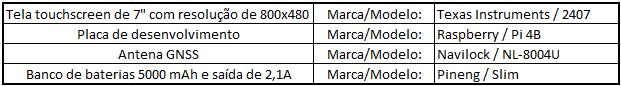 Tela touchscreen de 7" com resolução de 800x480 Marca/Modelo: Texas Instruments / 2407
Placa de desenvolvimento Marca/Modelo: Raspberry / Pi 4B
Antena GNSS Marca/Modelo: Navilock / NL-8004U
Banco de baterias 5000 mAh e saída de 2,1A Marca/Modelo: Pineng / Slim